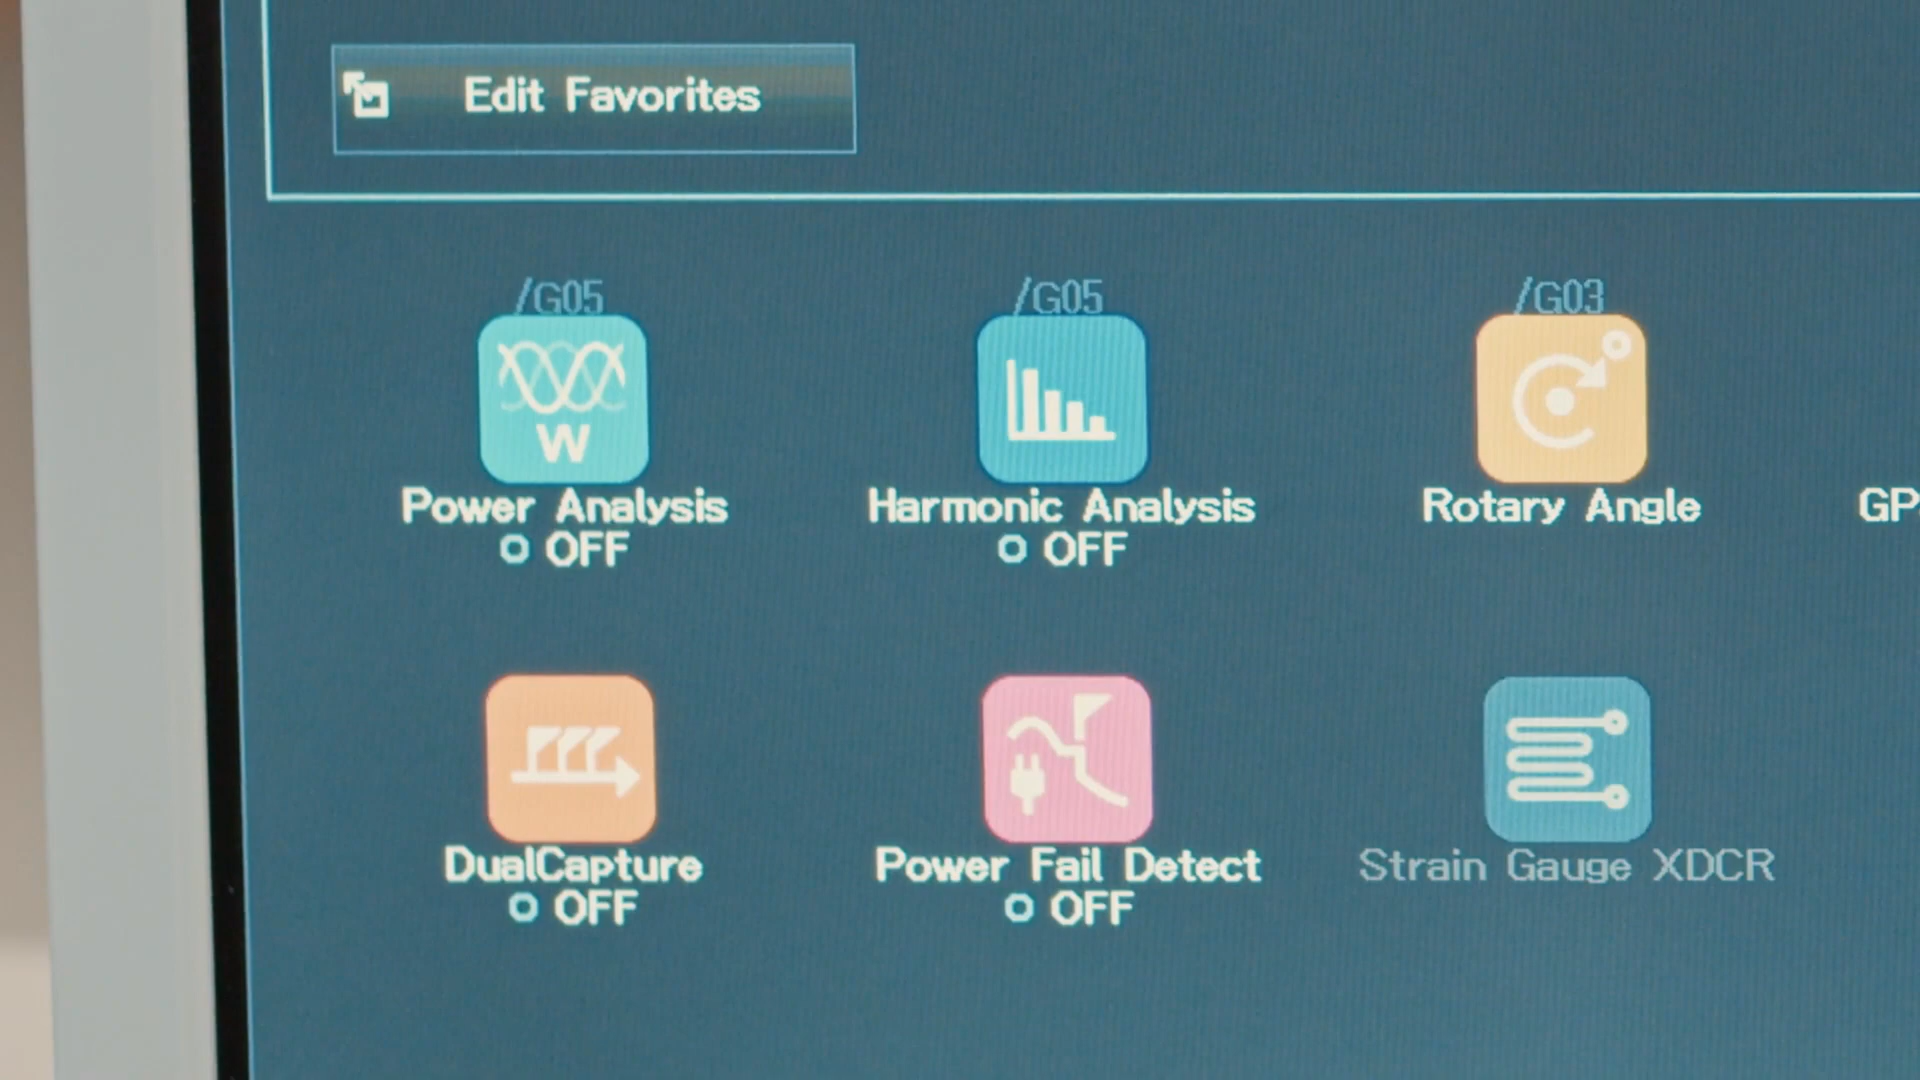 Edit Favorites
/G05
/G05
/G03
W
Power Analysis
Harmonic Analysis
Rotary Angle
GP
OFF
OFF
DualCapture
Power Fail Detect
Strain Gauge XDCR
OFF
OFF